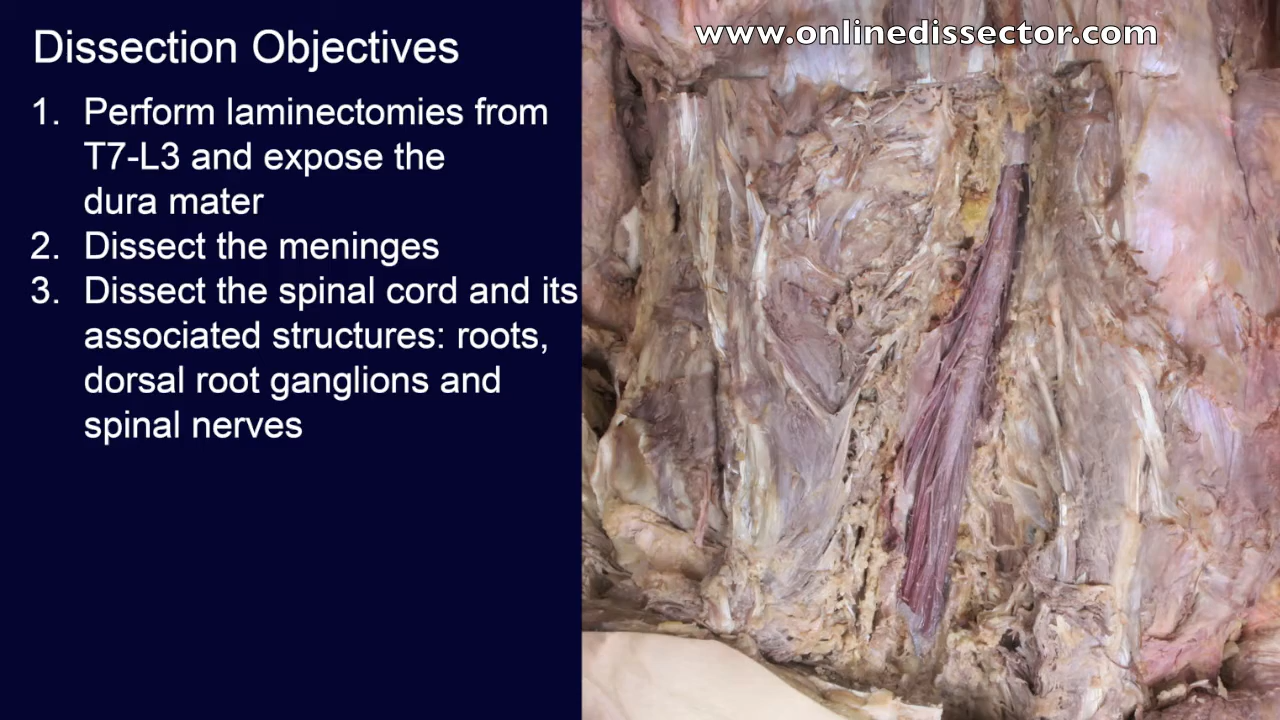 Dissection Objectives
www.onlinedissector.com
1. Perform laminectomies from
T7-L3 and expose the
dura mater
2. Dissect the meninges
3. Dissect the spinal cord and its
associated structures: roots,
dorsal root ganglions and
spinal nerves